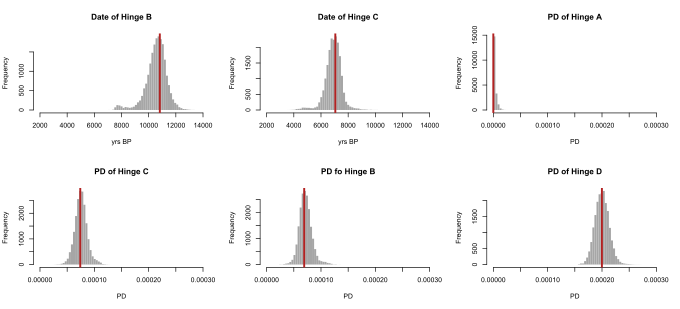 Date of Hinge B
Frequency
0 500 1000
2000 4000 6000 8000 10000 12000 14000
yrs BP
Date of Hinge C
Frequency
0 500 1500
2000 4000 6000 8000 10000 12000 14000
yrs BP
PD of Hinge A
Frequency
0 5000 10000 15000
0.00000 0.00010 0.00020 0.00030
PD
PD of Hinge C
Frequency
0 1000 2000
0.00000 0.00010 0.00020 0.00030
PD
PD fo Hinge B
Frequency
0 1000 2000
0.00000 0.00010 0.00020 0.00030
PD
PD of Hinge D
Frequency
0 500 1500
0.00000 0.00010 0.00020 0.00030
PD